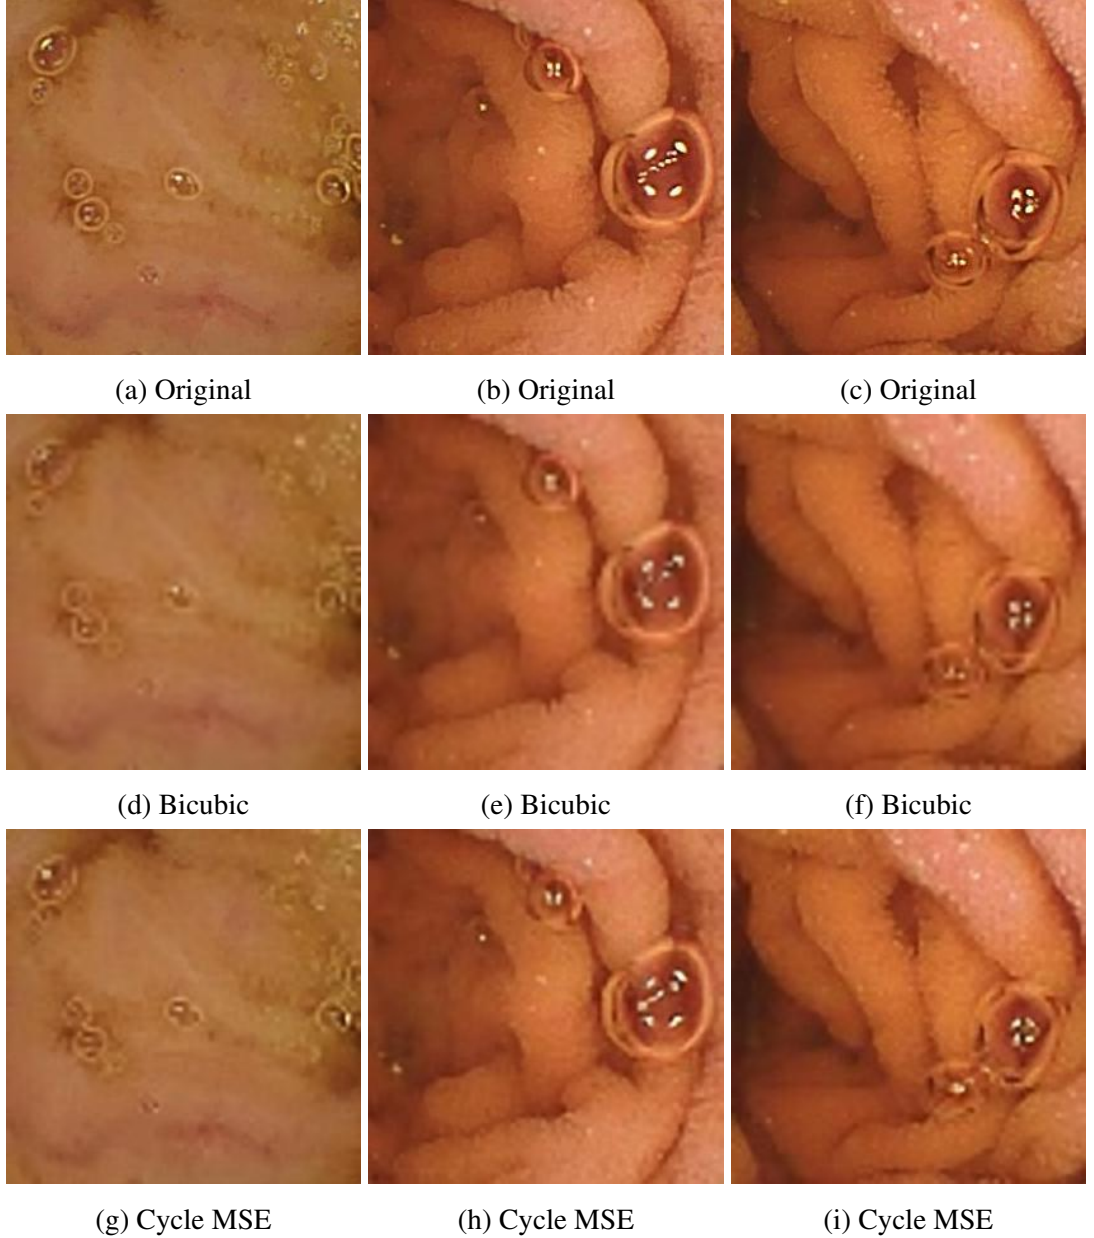 (a) Original
(b) Original
(c) Original
(d) Bicubic
(e) Bicubic
(f) Bicubic
(g) Cycle MSE
(h) Cycle MSE
(i) Cycle MSE